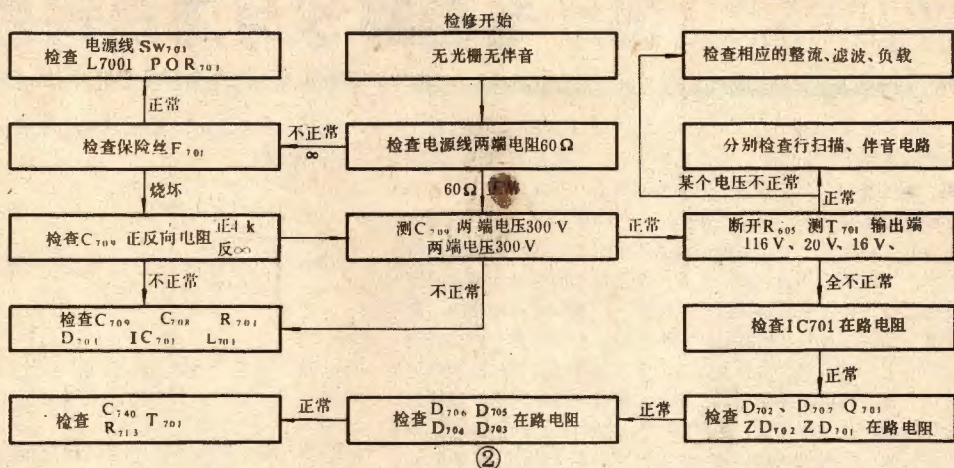 检修开始
检查 电源线 SW701
L7001 POR701
无光栅无伴音
检查相应的整流、滤波、负载
正常
不正常
∞
检查保险丝F701
检查电源线两端电阻60Ω
分别检查行扫描、伴音电路
烧坏
60Ω
某个电压不正常
正常
检查C709 正反向电阻 正4k
反∞
测C709 两端电压300 V
两端电压300 V
正常
断开R605 测T701 输出端
116 V、20 V、16 V、
不正常
不正常
全不正常
检查C709 C708 R701
D701 IC701 L701
检查IC701 在路电阻
正常
检查 C740 T701
R713
正常
检查 D706 D705 在路电阻
D704 D703
正常
检查 D702、D707 Q701
ZD702 ZD701 在路电阻
②